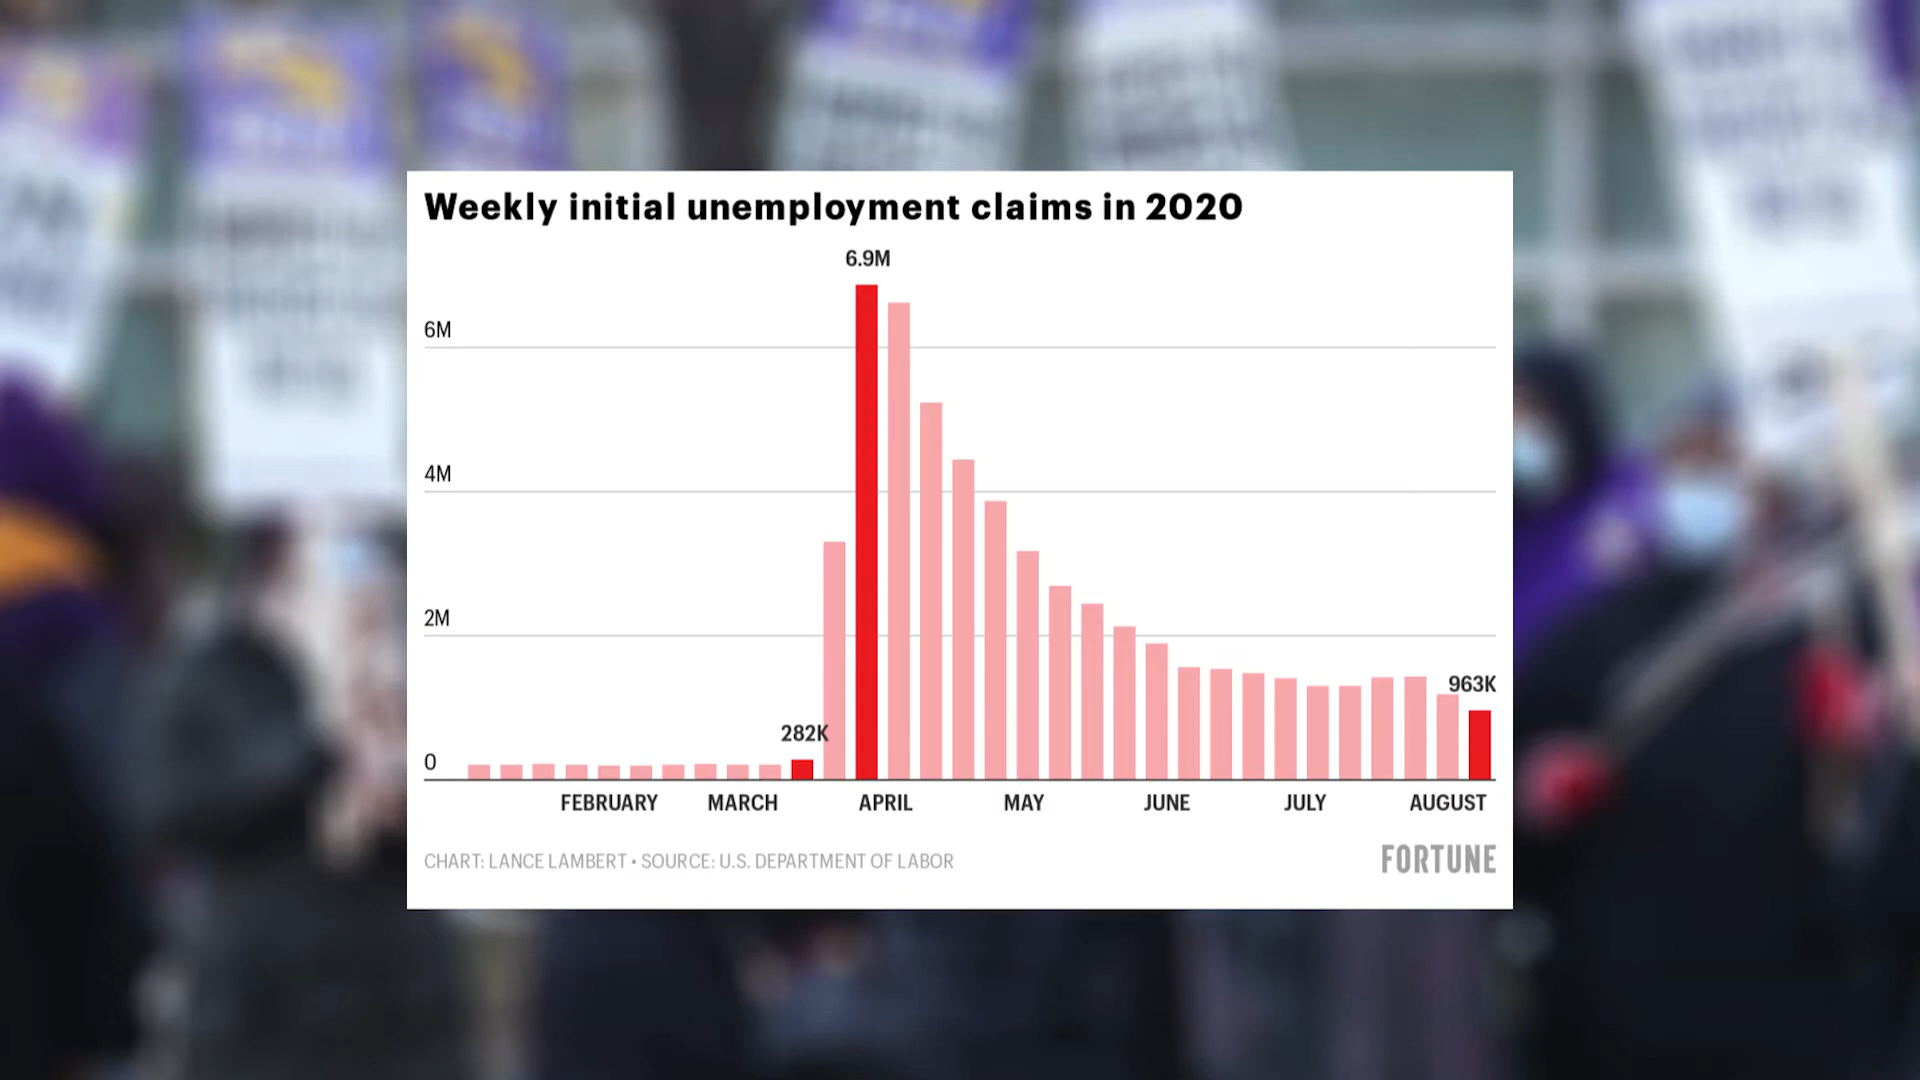 Weekly initial unemployment claims in 2020
6.9M
6M
4M
2M
963K
282K
0
FEBRUARY MARCH APRIL MAY JUNE JULY AUGUST
CHART: LANCE LAMBERT • SOURCE: U.S. DEPARTMENT OF LABOR
FORTUNE